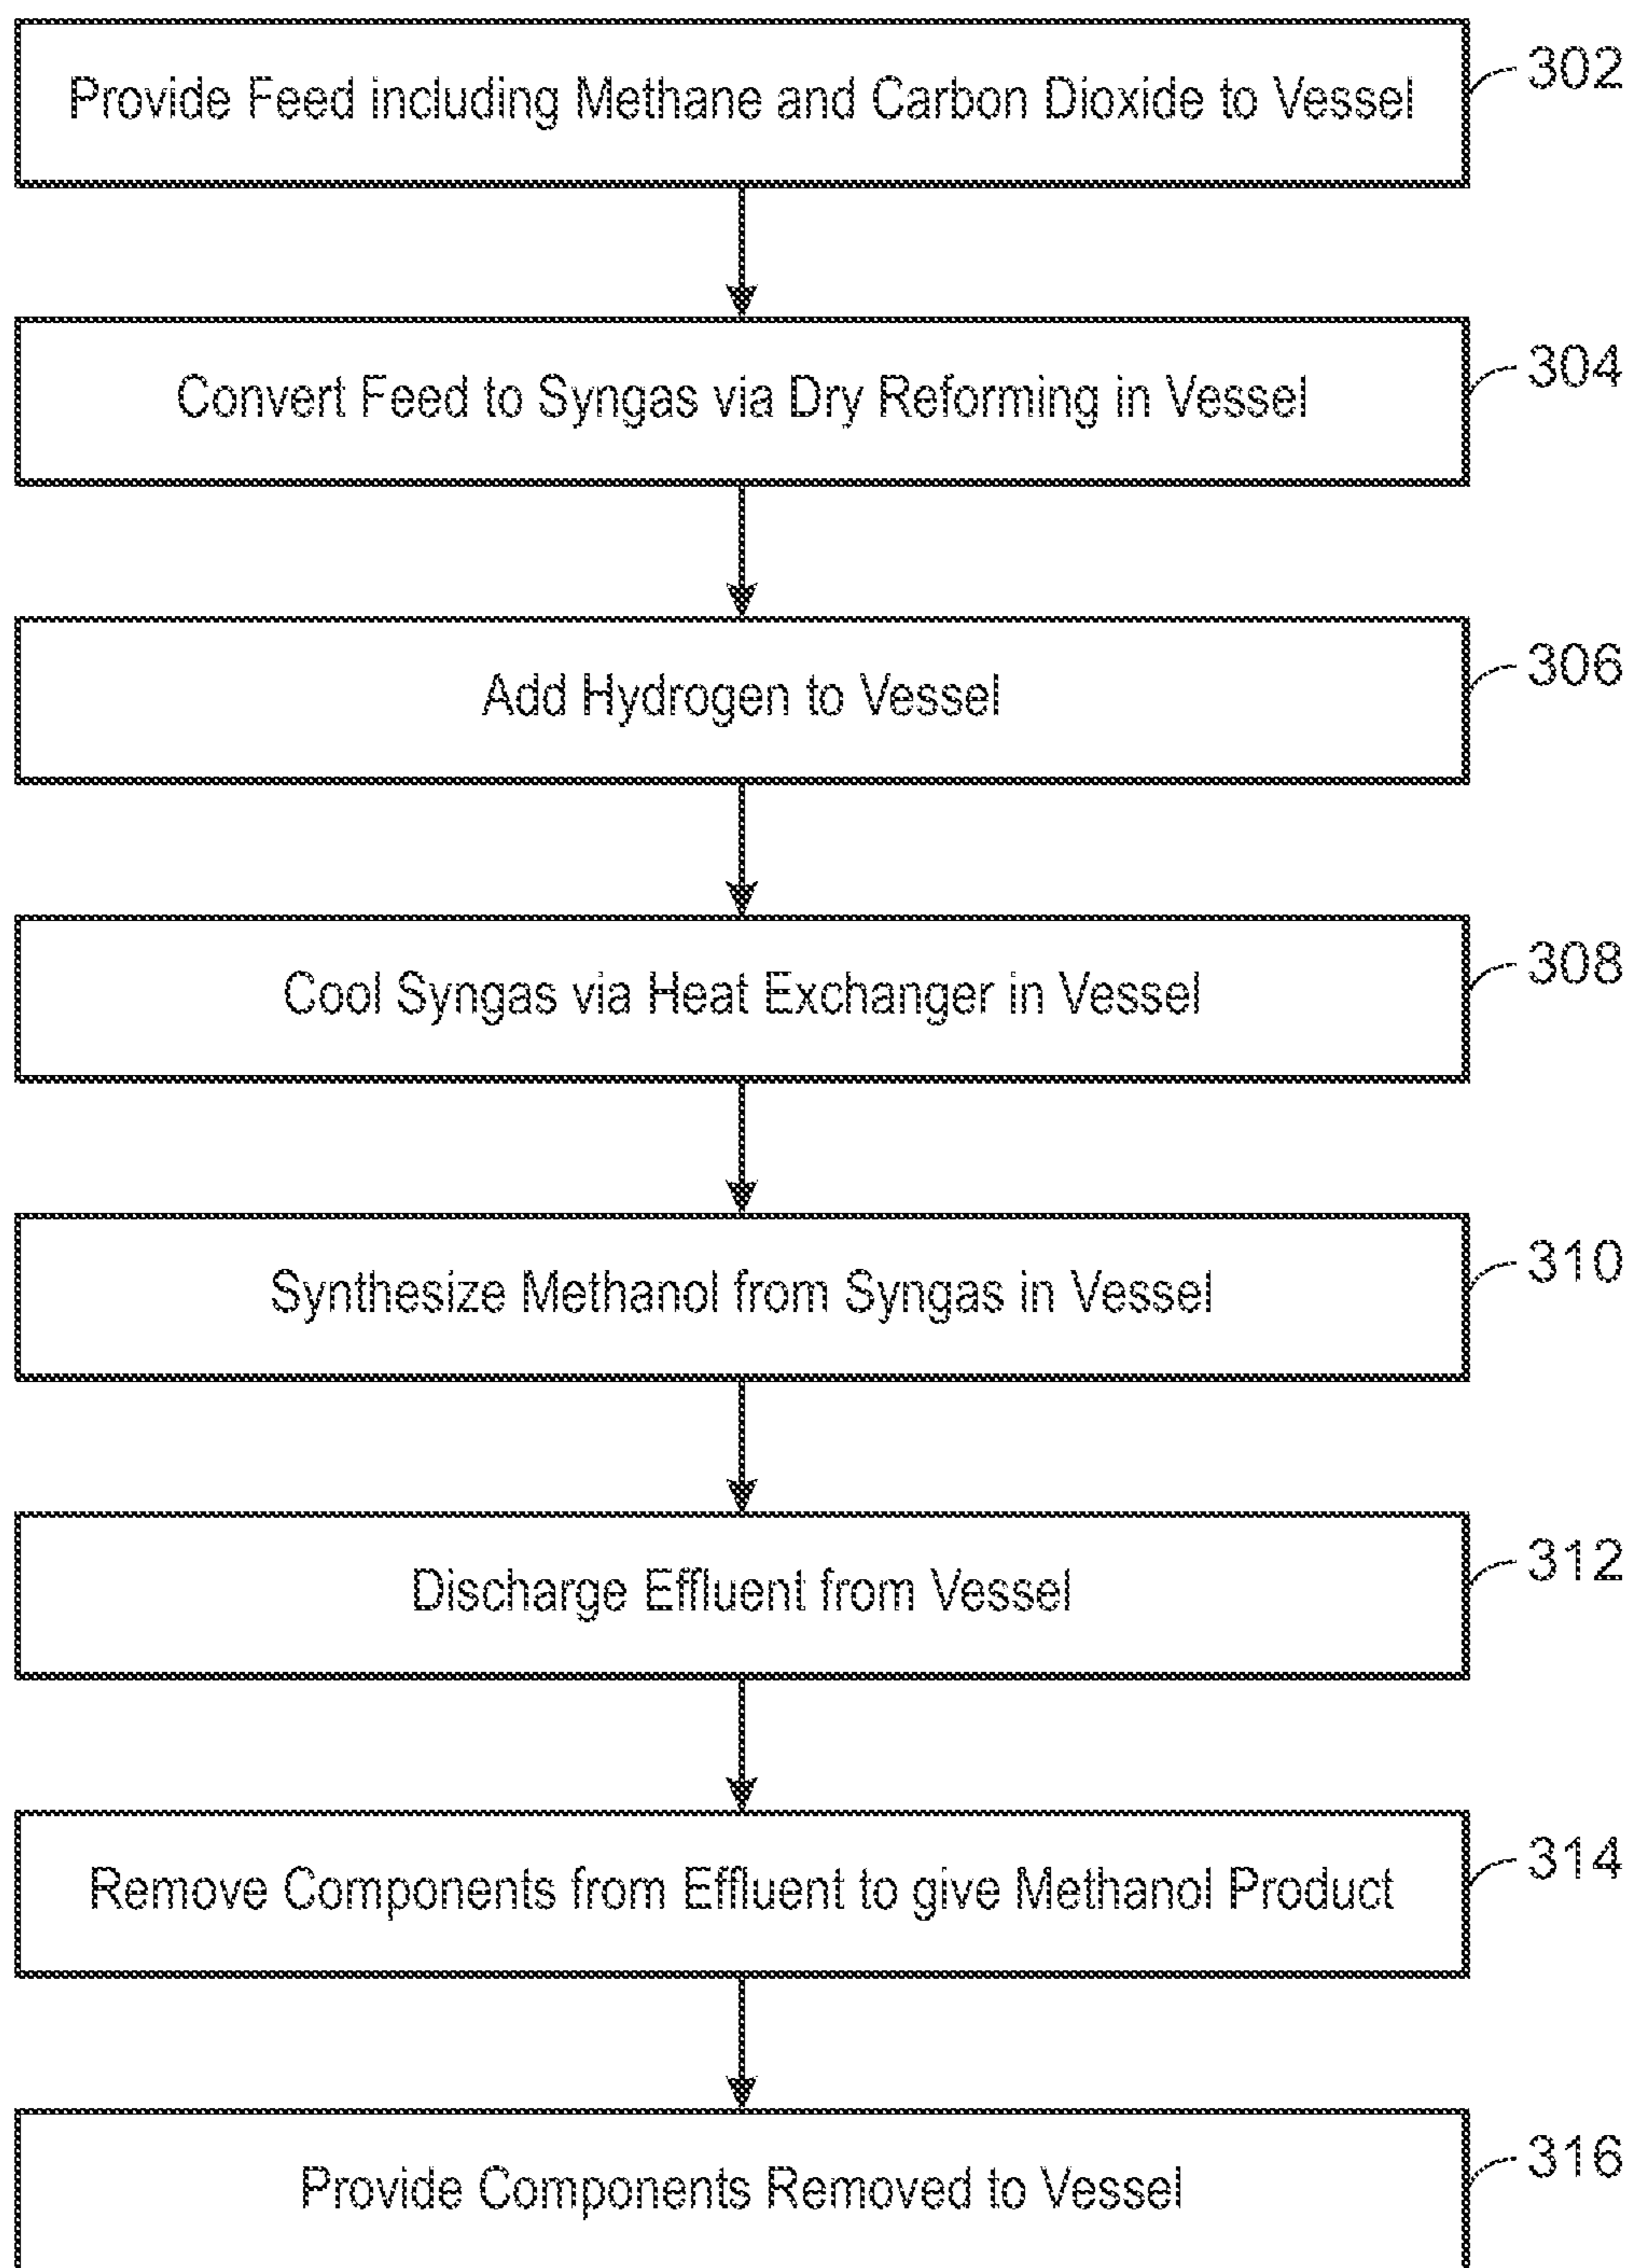 Provide Feed including Methane and Carbon Dioxide to Vessel
302
Convert Feed to Syngas via Dry Reforming in Vessel
304
Add Hydrogen to Vessel
306
Cool Syngas via Heat Exchanger in Vessel
308
Synthesize Methanol from Syngas in Vessel
310
Discharge Effluent from Vessel
312
Remove Components from Effluent to give Methanol Product
314
Provide Components Removed to Vessel
316